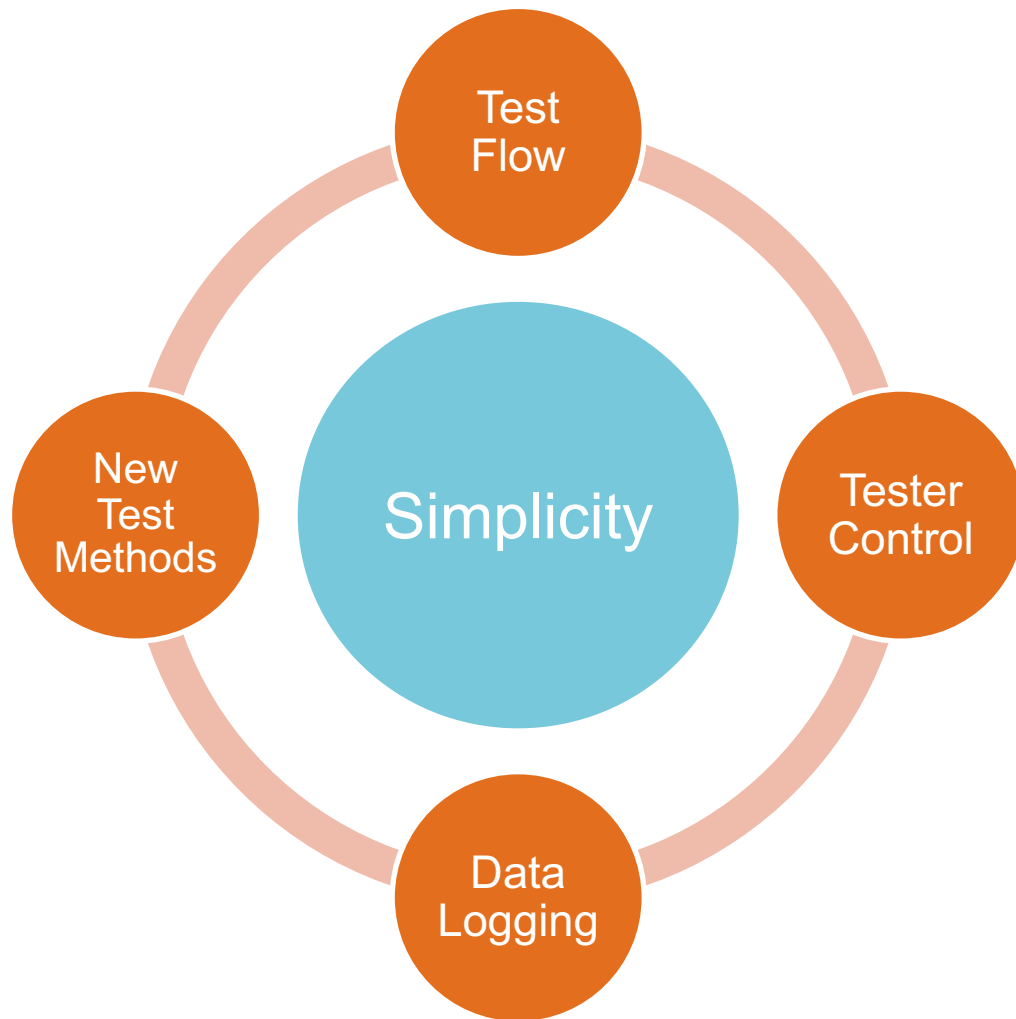 Test
Flow
New
Test
Methods
Simplicity
Tester
Control
Data
Logging